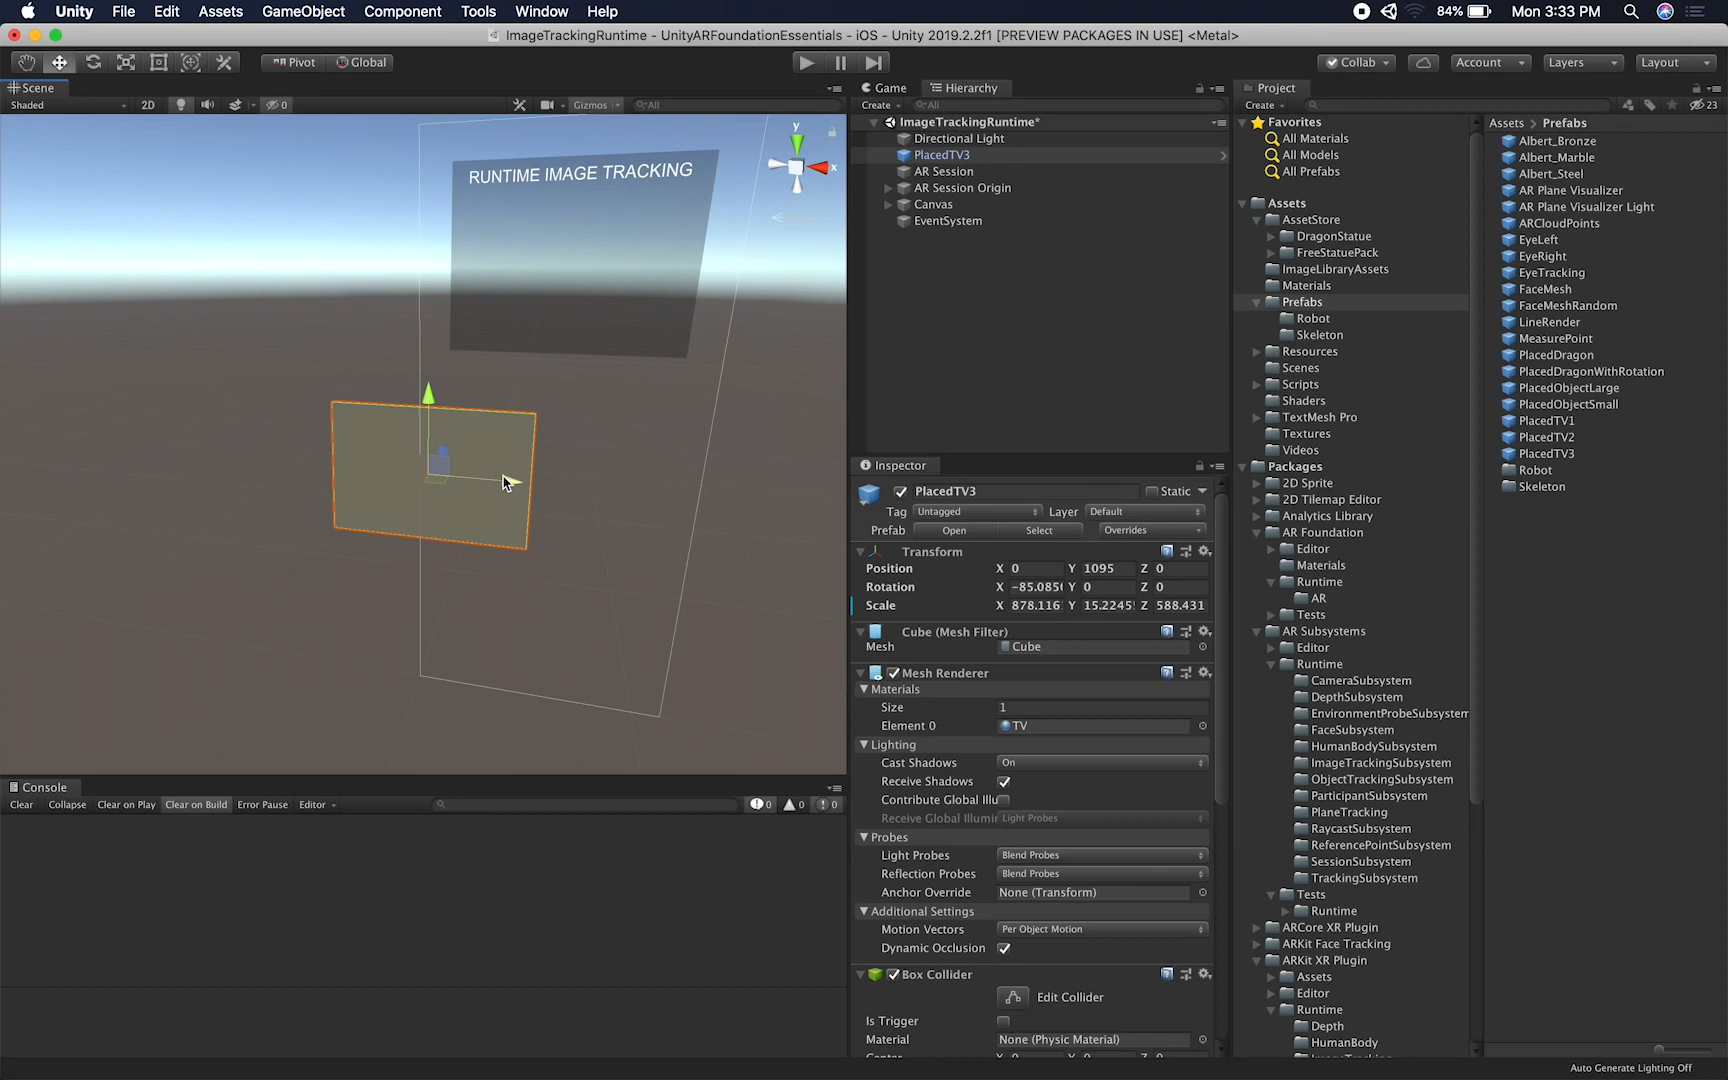 Unity File Edit Assets GameObject Component Tools Window Help
84% Mon 3:33 PM
ImageTrackingRuntime - UnityARFoundationEssentials - iOS - Unity 2019.2.2f1 [PREVIEW PACKAGES IN USE] <Metal>
Pivot Global Collab Account Layers Layout
Scene
Shaded 2D 0 Gizmos All
y
x
RUNTIME IMAGE TRACKING
Console
Clear Collapse Clear on Play Clear on Build Error Pause Editor 0 0 0
Game Hierarchy
Create All
ImageTrackingRuntime*
Directional Light
PlacedTV3
AR Session
AR Session Origin
Canvas
EventSystem
Inspector
PlacedTV3 Static
Tag Untagged Layer Default
Prefab Open Select Overrides
Transform
Position X 0 Y 1095 Z 0
Rotation X -85.085 Y 0 Z 0
Scale X 878.116 Y 15.2245 Z 588.431
Cube (Mesh Filter)
Mesh Cube
Mesh Renderer
Materials
Size 1
Element 0 TV
Lighting
Cast Shadows On
Receive Shadows
Contribute Global Illu
Receive Global Illumin Light Probes
Probes
Light Probes Blend Probes
Reflection Probes Blend Probes
Anchor Override None (Transform)
Additional Settings
Motion Vectors Per Object Motion
Dynamic Occlusion
Box Collider
Edit Collider
Is Trigger
Material None (Physic Material)
Center X 0 Y 0 Z 0
Project
Create 23
Favorites
All Materials
All Models
All Prefabs
Assets
AssetStore
DragonStatue
FreeStatuePack
ImageLibraryAssets
Materials
Prefabs
Robot
Skeleton
Resources
Scenes
Scripts
Shaders
TextMesh Pro
Textures
Videos
Packages
2D Sprite
2D Tilemap Editor
Analytics Library
AR Foundation
Editor
Materials
Runtime
AR
Tests
AR Subsystems
Editor
Runtime
CameraSubsystem
DepthSubsystem
EnvironmentProbeSubsystem
FaceSubsystem
HumanBodySubsystem
ImageTrackingSubsystem
ObjectTrackingSubsystem
ParticipantSubsystem
PlaneTracking
RaycastSubsystem
ReferencePointSubsystem
SessionSubsystem
TrackingSubsystem
Tests
Runtime
ARCore XR Plugin
ARKit Face Tracking
ARKit XR Plugin
Assets
Editor
Runtime
Depth
HumanBody
Assets > Prefabs
Albert_Bronze
Albert_Marble
Albert_Steel
AR Plane Visualizer
AR Plane Visualizer Light
ARCloudPoints
EyeLeft
EyeRight
EyeTracking
FaceMesh
FaceMeshRandom
LineRender
MeasurePoint
PlacedDragon
PlacedDragonWithRotation
PlacedObjectLarge
PlacedObjectSmall
PlacedTV1
PlacedTV2
PlacedTV3
Robot
Skeleton
Auto Generate Lighting Off